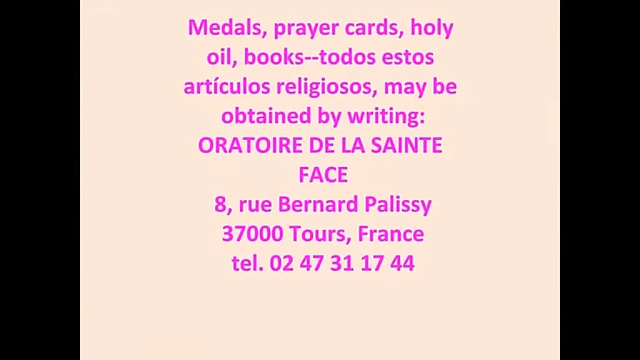 Medals, prayer cards, holy
oil, books--todos estos
artículos religiosos, may be
obtained by writing:
ORATOIRE DE LA SAINTE
FACE
8, rue Bernard Palissy
37000 Tours, France
tel. 02 47 31 17 44